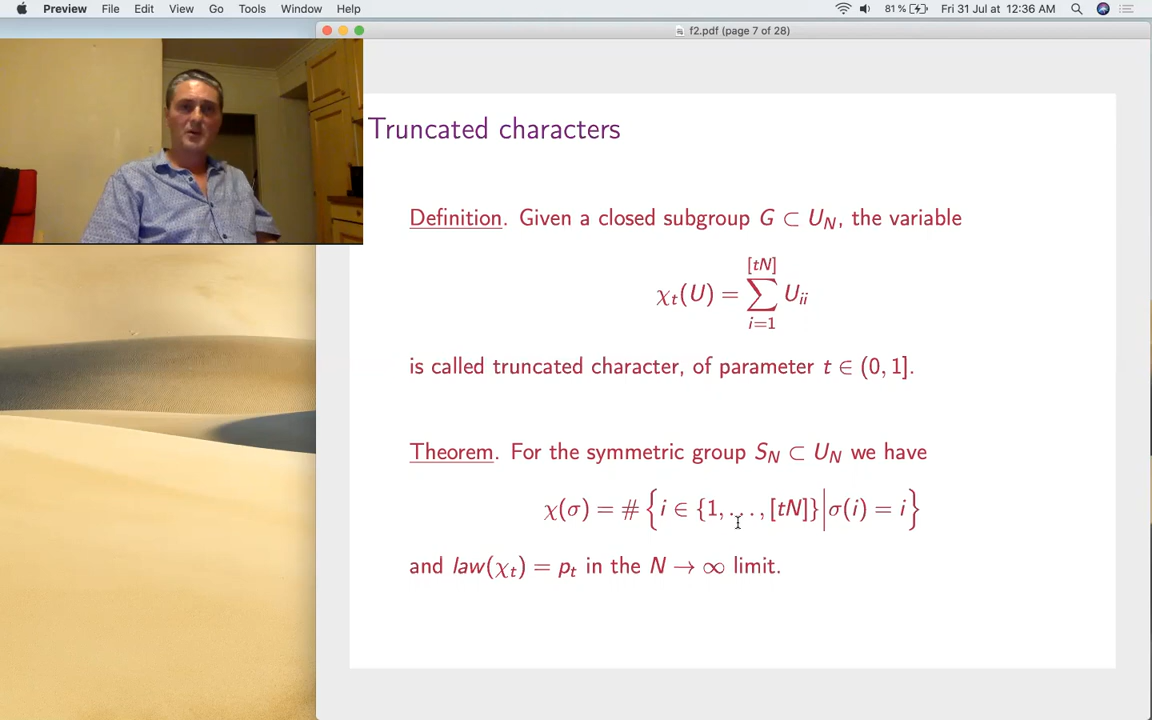 Preview File Edit View Go Tools Window Help 81 % Fri 31 Jul at 12:36 AM
f2.pdf (page 7 of 28)
Truncated characters
Definition. Given a closed subgroup G ⊂ U_N, the variable
χ_t(U) = ∑_{i=1}^{[tN]} U_{ii}
is called truncated character, of parameter t ∈ (0, 1].
Theorem. For the symmetric group S_N ⊂ U_N we have
χ(σ) = # { i ∈ {1, . . . , [tN]} | σ(i) = i }
and law(χ_t) = p_t in the N → ∞ limit.